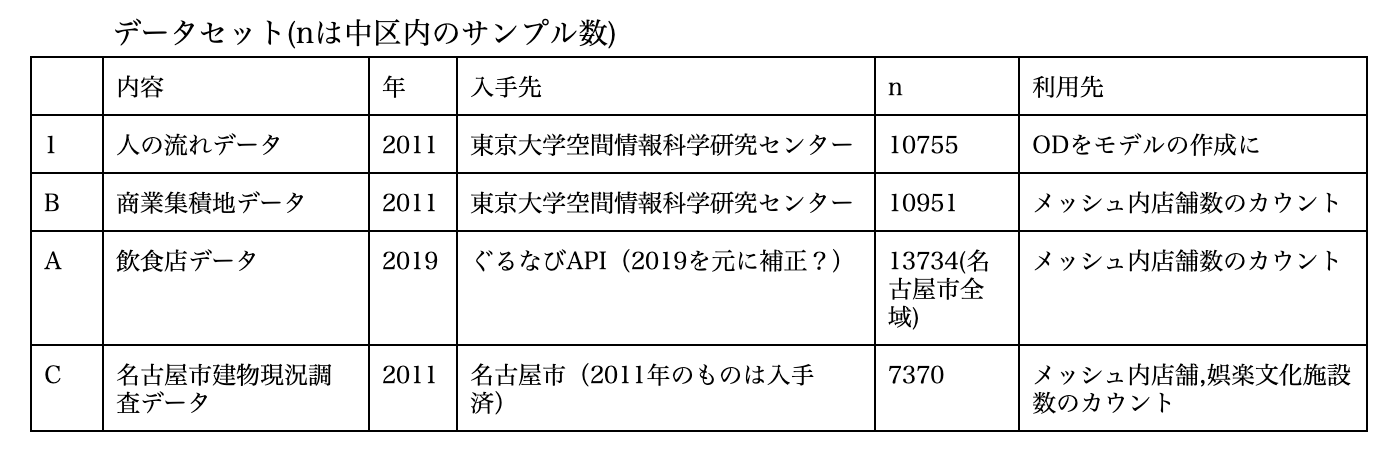 データセット(nは中区内のサンプル数)
内容 年 入手先 n 利用先
1 人の流れデータ 2011 東京大学空間情報科学研究センター 10755 ODをモデルの作成に
B 商業集積地データ 2011 東京大学空間情報科学研究センター 10951 メッシュ内店舗数のカウント
A 飲食店データ 2019 ぐるなびAPI（2019を元に補正？） 13734(名 メッシュ内店舗数のカウント
古屋市全
域)
C 名古屋市建物現況調 2011 名古屋市（2011年のものは入手 7370 メッシュ内店舗,娯楽文化施設
査データ 済） 数のカウント